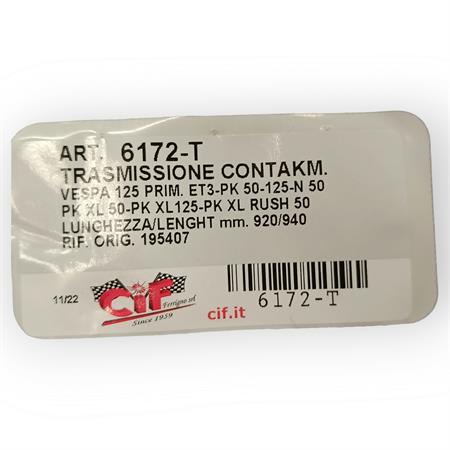 ART. 6172-T
TRASMISSIONE CONTAKM.
VESPA 125 PRIM. ET3-PK 50-125-N 50
PK XL 50-PK XL125-PK XL RUSH 50
LUNGHEZZA/LENGHT mm. 920/940
RIF. ORIG. 195407
11/22
CIF
Ferrigno srl
Since 1959
cif.it
6172-T